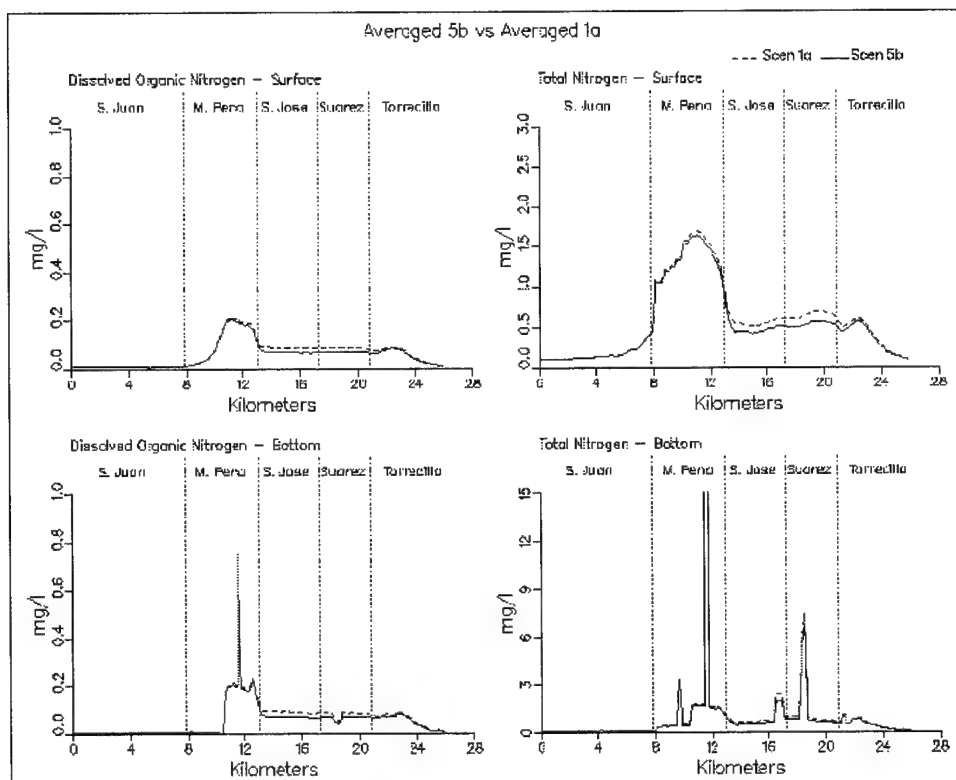 Averaged 5b vs Averaged 1a
Scen 1a Scen 5b
Dissolved Organic Nitrogen – Surface
S. Juan M. Pena S. Jose Suarez Torrecilla
mg/l
1.0
0.8
0.6
0.4
0.2
0.0
0 4 8 12 16 20 24 28
Kilometers
Total Nitrogen – Surface
S. Juan M. Pena S. Jose Suarez Torrecilla
mg/l
3.0
2.5
2.0
1.5
1.0
0.5
0.0
0 4 8 12 16 20 24 28
Kilometers
Dissolved Organic Nitrogen – Bottom
S. Juan M. Pena S. Jose Suarez Torrecilla
mg/l
1.0
0.8
0.6
0.4
0.2
0.0
0 4 8 12 16 20 24 28
Kilometers
Total Nitrogen – Bottom
S. Juan M. Pena S. Jose Suarez Torrecilla
mg/l
15
12
9
6
3
0
0 4 8 12 16 20 24 28
Kilometers